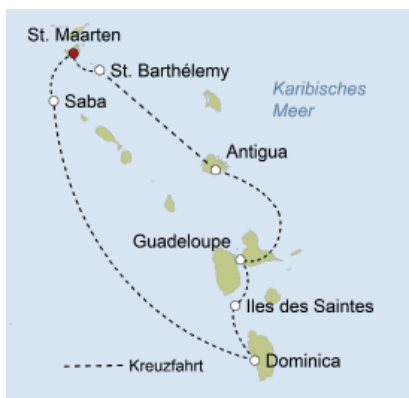 St. Maarten
St. Barthélemy
Saba
Karibisches
Meer
Antigua
Guadeloupe
Iles des Saintes
Dominica
Kreuzfahrt